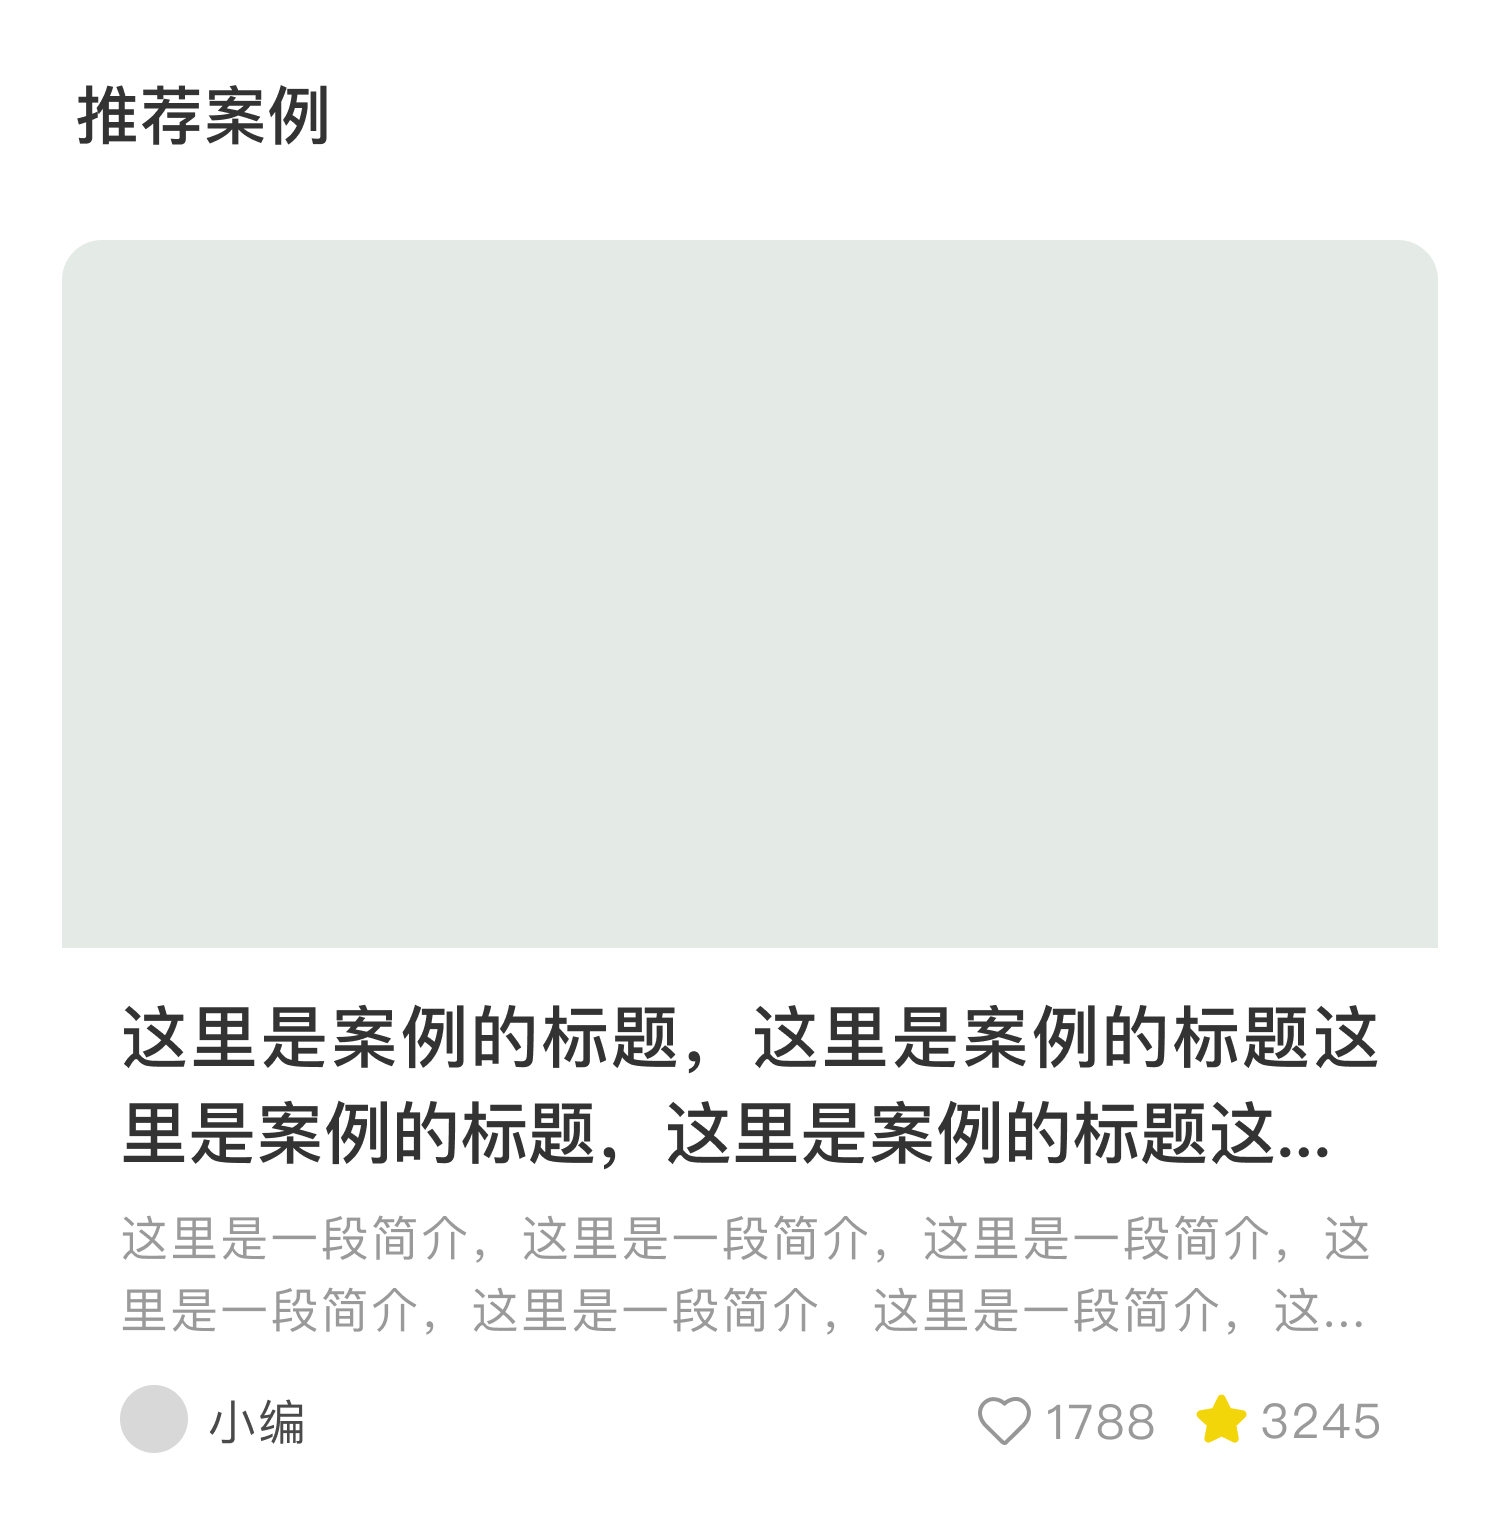 推荐案例
这里是案例的标题，这里是案例的标题这
里是案例的标题，这里是案例的标题这...
这里是一段简介，这里是一段简介，这里是一段简介，这
里是一段简介，这里是一段简介，这里是一段简介，这...
小编 1788 3245